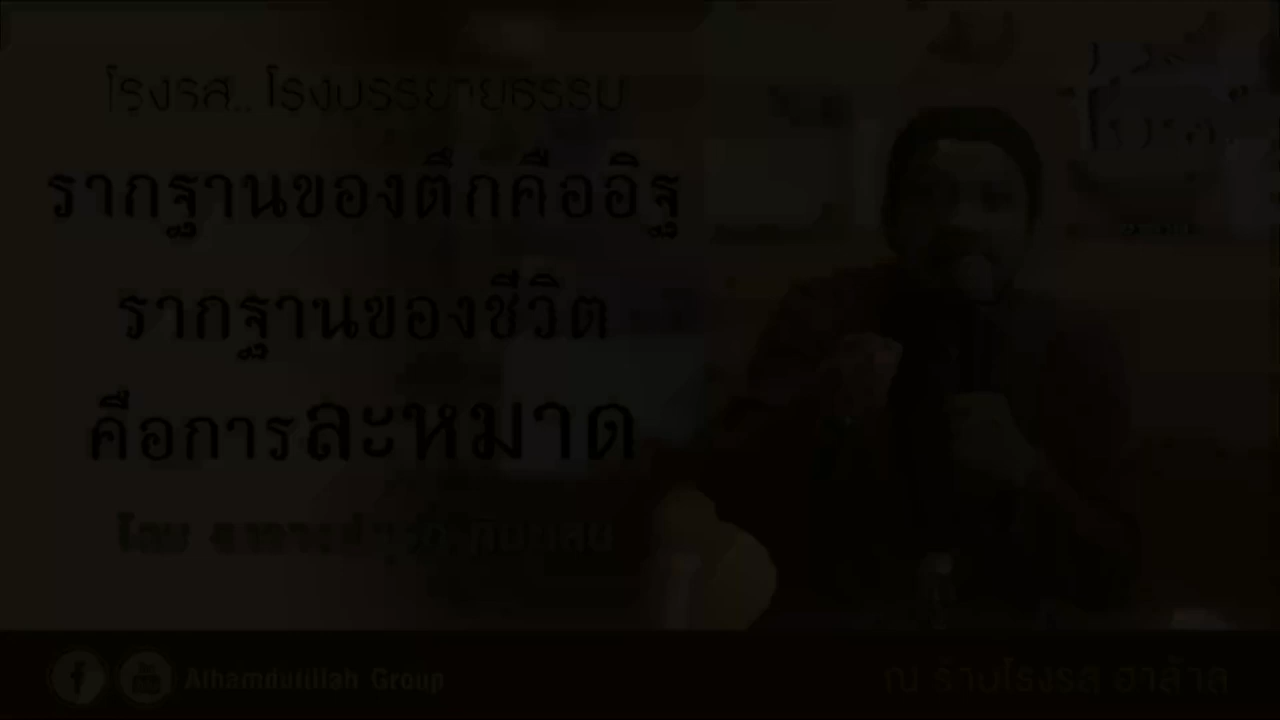 โรงรส.. โรงบรรยายธรรม
รากฐานของตึกคืออิฐ
รากฐานของชีวิต
คือการละหมาด
โดย
Alhamdulillah Group
ณ ร้านโรงรส ฮาล้าล